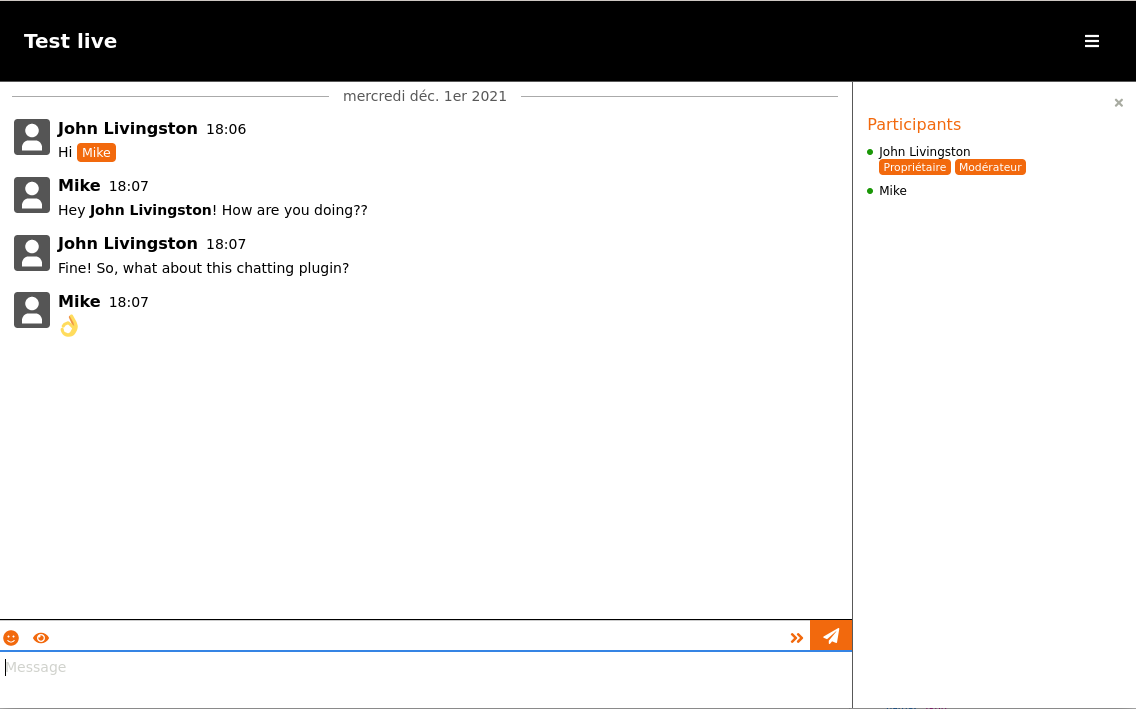 Test live
mercredi déc. 1er 2021
John Livingston 18:06
Hi Mike
Mike 18:07
Hey John Livingston! How are you doing??
John Livingston 18:07
Fine! So, what about this chatting plugin?
Mike 18:07
👌
Message
Participants
John Livingston
Propriétaire Modérateur
Mike